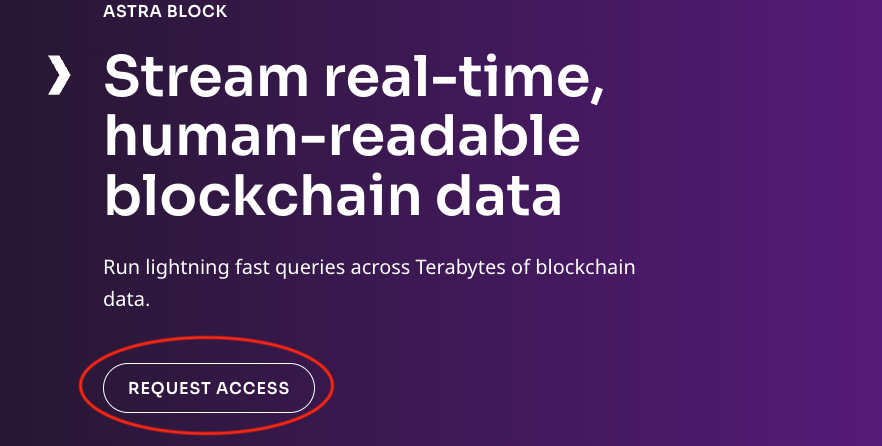 ASTRA BLOCK
Stream real-time,
human-readable
blockchain data
Run lightning fast queries across Terabytes of blockchain
data.
REQUEST ACCESS